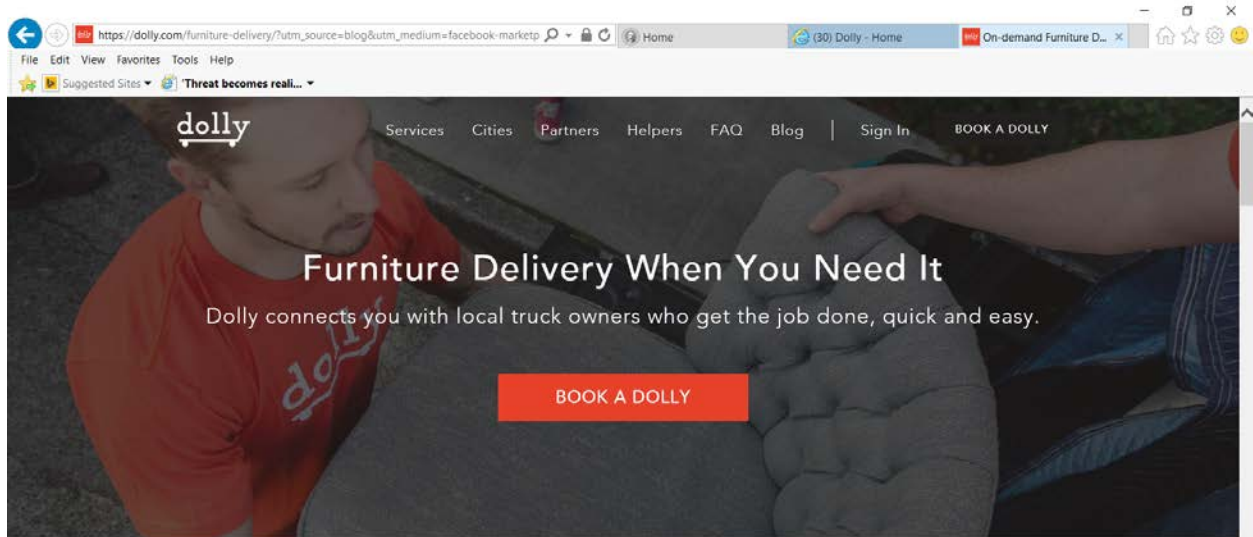 https://dolly.com/furniture-delivery/?utm_source=blog&utm_medium=facebook-marketp
Home
(30) Dolly - Home
On-demand Furniture D...
File Edit View Favorites Tools Help
Suggested Sites
'Threat becomes reali...
dolly
Services Cities Partners Helpers FAQ Blog | Sign In BOOK A DOLLY
Furniture Delivery When You Need It
Dolly connects you with local truck owners who get the job done, quick and easy.
dolly
BOOK A DOLLY